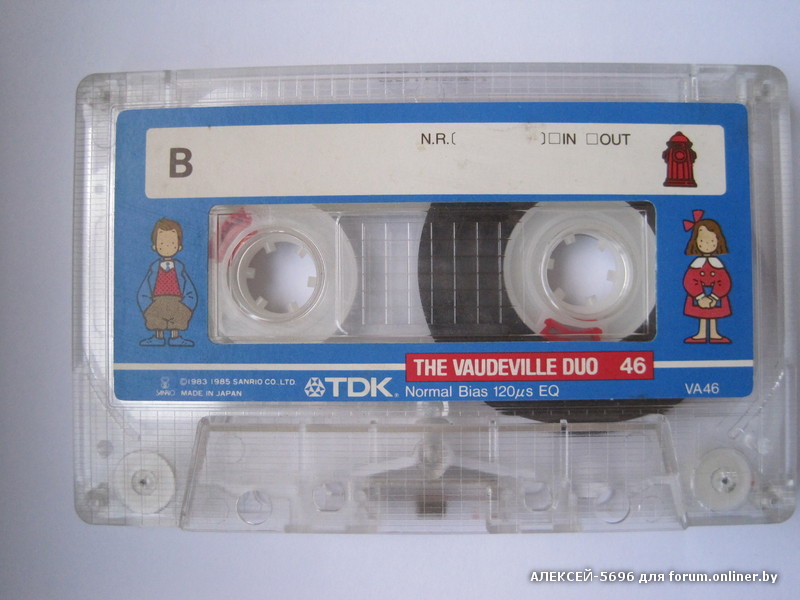 B
N.R.( )□IN □OUT
©1983 1985 SANRIO CO.,LTD.
SANRIO
MADE IN JAPAN
TDK®
THE VAUDEVILLE DUO 46
Normal Bias 120μs EQ
VA46
АЛЕКСЕЙ-5696 для forum.onliner.by